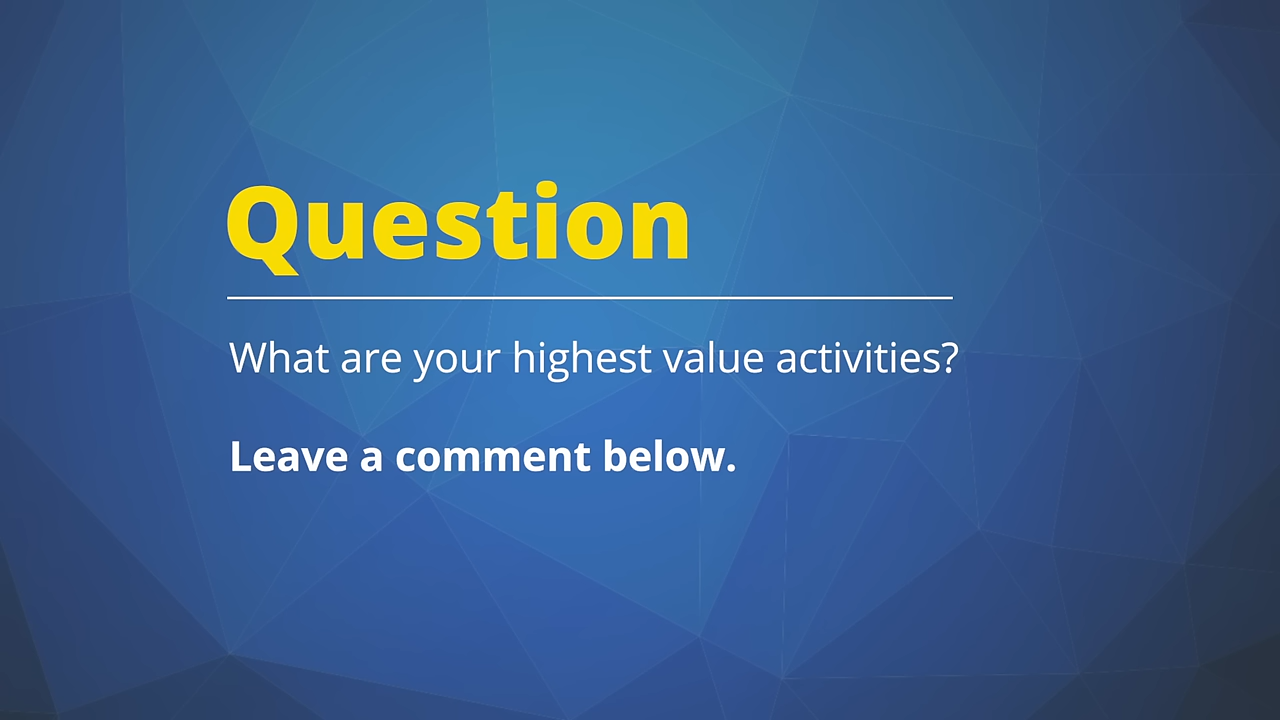 Question
What are your highest value activities?
Leave a comment below.